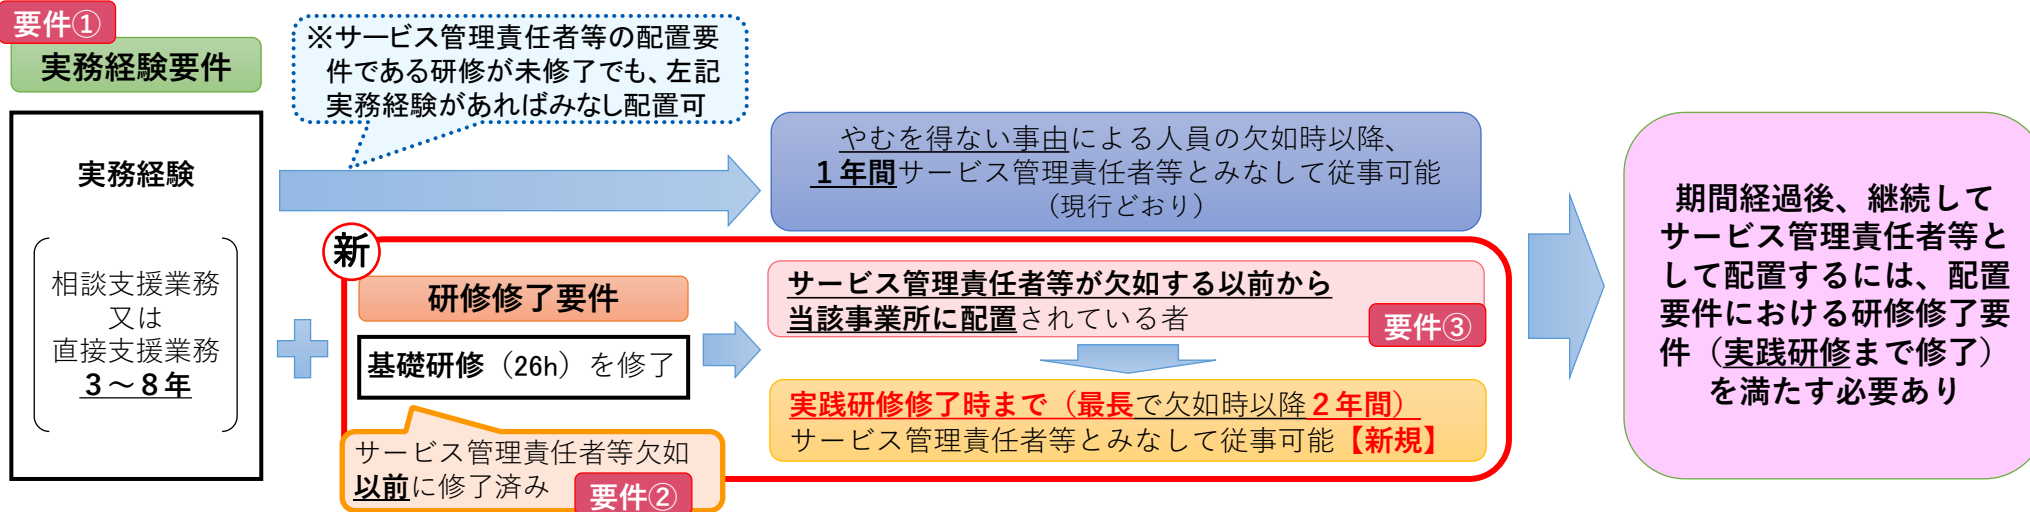 要件①
実務経験要件
※サービス管理責任者等の配置要
件である研修が未修了でも、左記
実務経験があればみなし配置可
実務経験
相談支援業務
又は
直接支援業務
３～８年
やむを得ない事由による人員の欠如時以降、
１年間サービス管理責任者等とみなして従事可能
（現行どおり）
新
研修修了要件
基礎研修（26h）を修了
サービス管理責任者等欠如
以前に修了済み
要件②
サービス管理責任者等が欠如する以前から
当該事業所に配置されている者
要件③
実践研修修了時まで（最長で欠如時以降２年間）
サービス管理責任者等とみなして従事可能【新規】
期間経過後、継続して
サービス管理責任者等と
して配置するには、配置
要件における研修修了要
件（実践研修まで修了）
を満たす必要あり